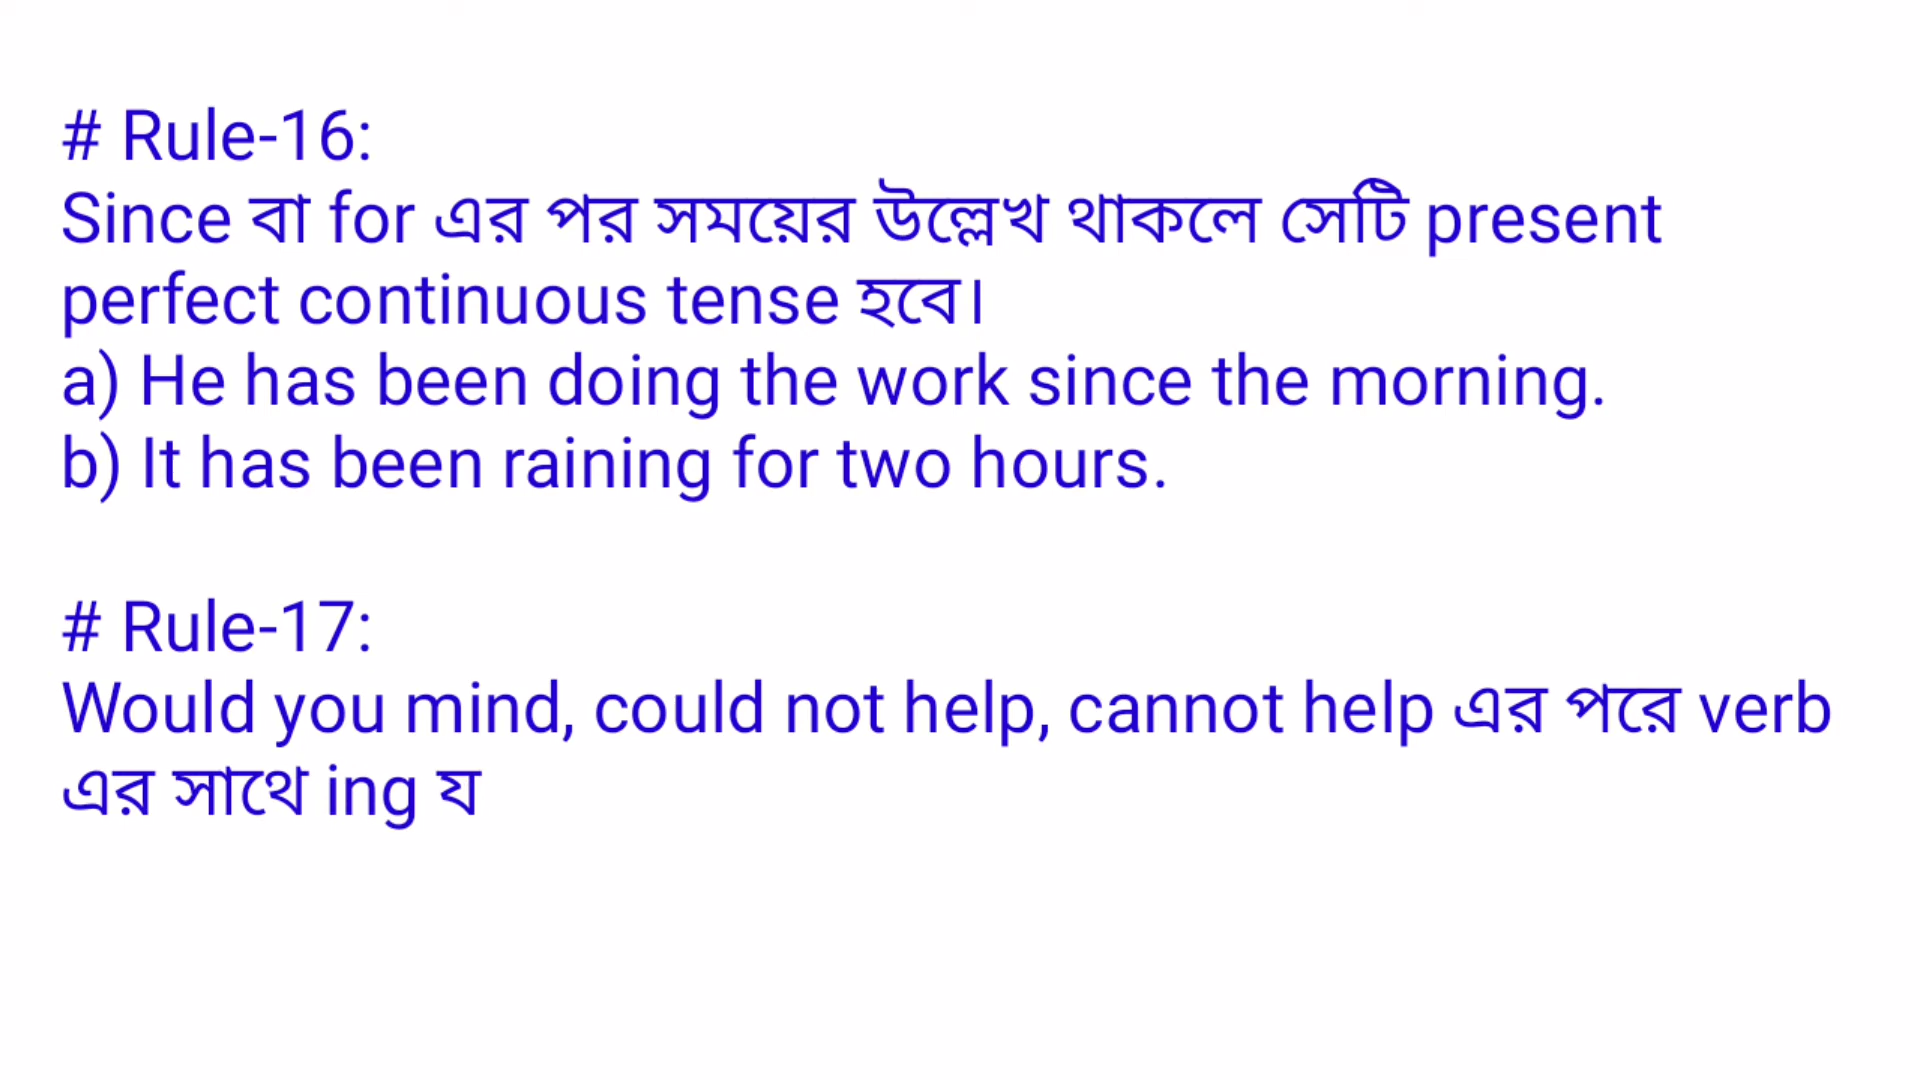 # Rule-16:
Since বা for এর পর সময়ের উল্লেখ থাকলে সেটি present
perfect continuous tense হবে।
a) He has been doing the work since the morning.
b) It has been raining for two hours.
# Rule-17:
Would you mind, could not help, cannot help এর পরে verb
এর সাথে ing য